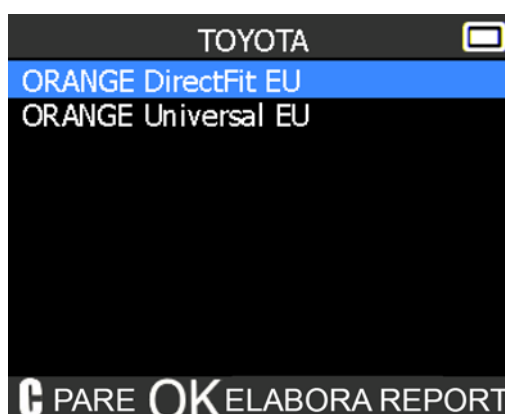 TOYOTA
ORANGE DirectFit EU
ORANGE Universal EU
C PARE OK ELABORA REPORT